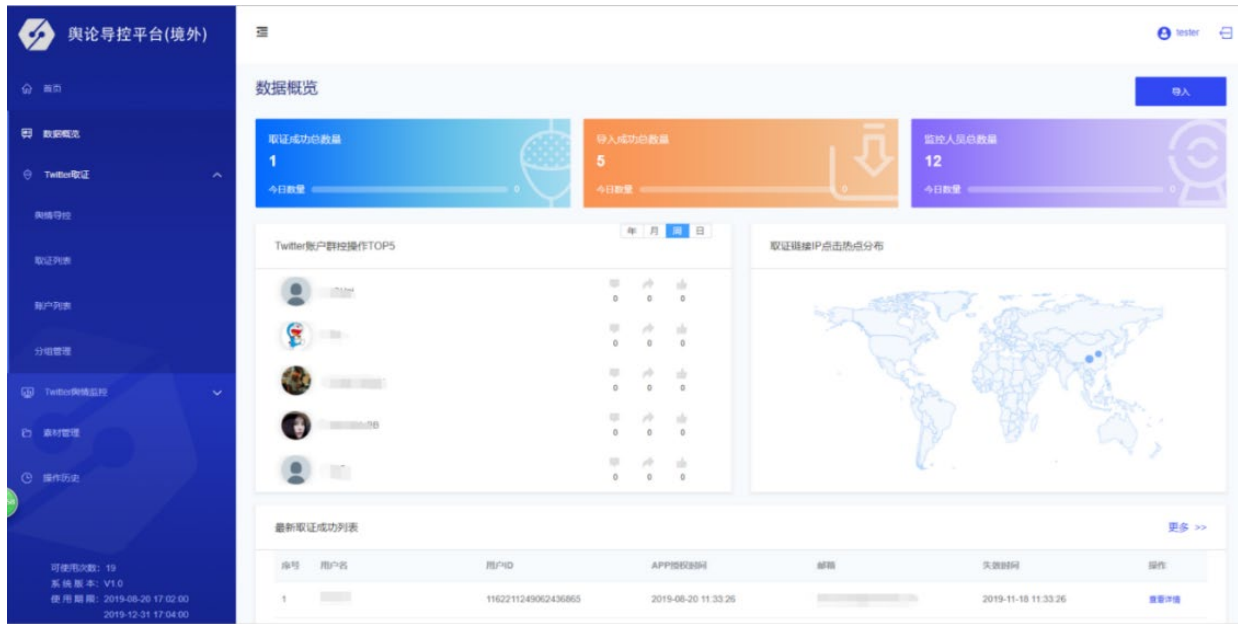 舆论导控平台(境外)
tester
首页
数据概览
Twitter取证
舆情导控
取证列表
账户列表
分组管理
Twitter舆情监控
素材管理
操作历史
可使用次数: 19
系统版本: V1.0
使用期限: 2019-08-20 17:02:00
2019-12-31 17:04:00
数据概览
导入
取证成功总数量
1
今日数量 0
导入成功总数量
5
今日数量 0
监控人员总数量
12
今日数量 0
Twitter账户群控操作TOP5
年 月 周 日
0 0 0
0 0 0
0 0 0
0 0 0
0 0 0
取证链接IP点击热点分布
最新取证成功列表
更多 >>
序号 用户名 用户ID APP授权时间 邮箱 失效时间 操作
1 1162211249062436865 2019-08-20 11:33:26 2019-11-18 11:33:26 查看详情